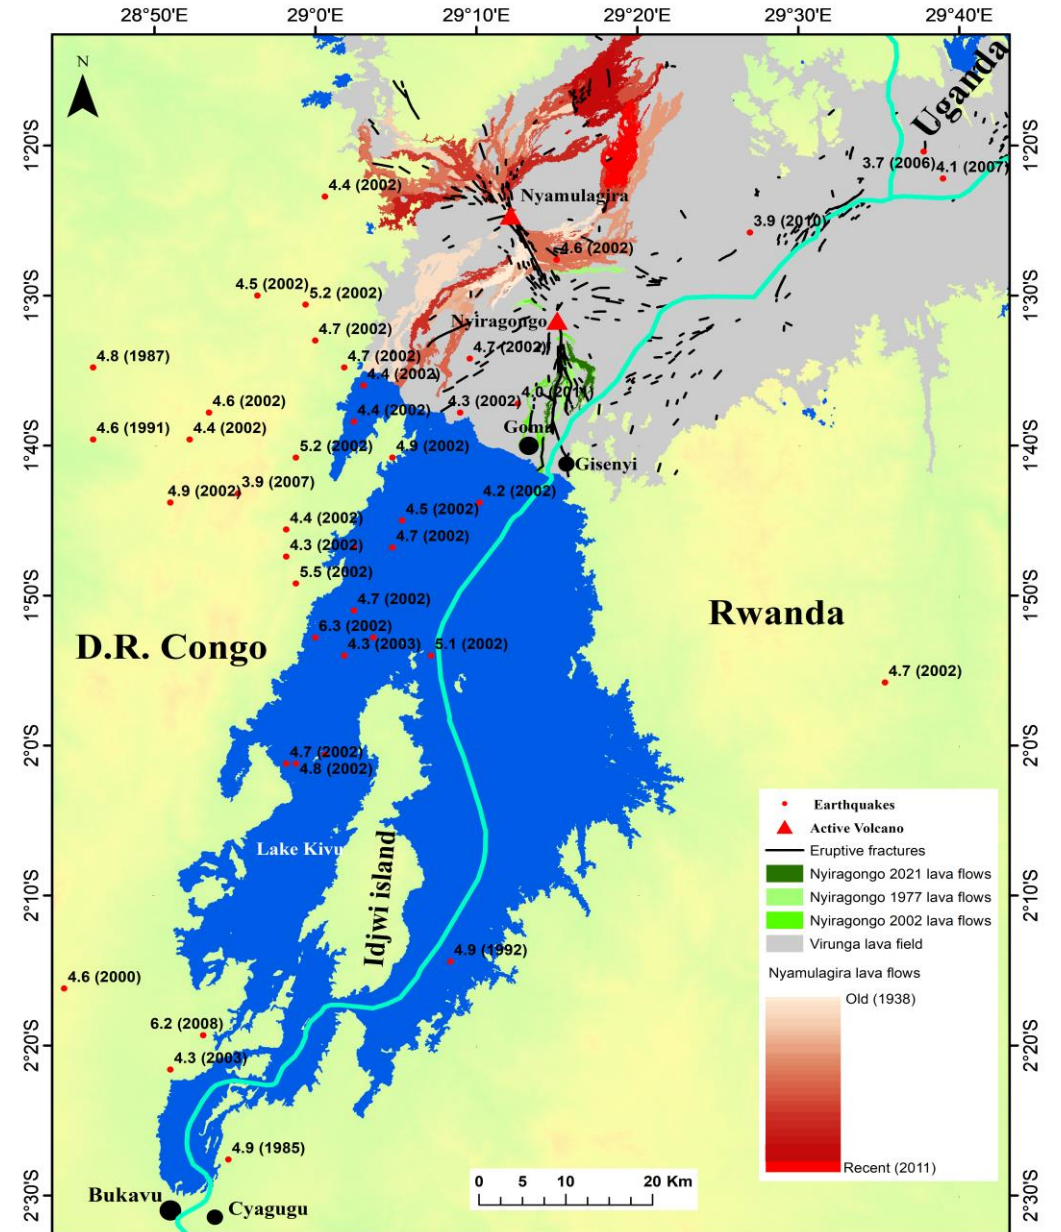 28°50'E 29°0'E 29°10'E 29°20'E 29°30'E 29°40'E
N
Uganda
1°20'S 1°20'S
3.7 (2006)
4.1 (2007)
4.4 (2002)
Nyamulagira
3.9 (2010)
4.6 (2002)
4.5 (2002)
5.2 (2002)
1°30'S 1°30'S
Nyiragongo
4.7 (2002)
4.7 (2002)
4.7 (2002)
4.8 (1987)
4.4 (2002)
4.6 (2002)
4.3 (2002)
4.4 (2002)
Goma
4.6 (1991)
4.4 (2002)
1°40'S 1°40'S
5.2 (2002)
4.9 (2002)
Gisenyi
3.9 (2007)
4.9 (2002)
4.2 (2002)
4.5 (2002)
4.4 (2002)
4.7 (2002)
4.3 (2002)
5.5 (2002)
1°50'S 1°50'S
4.7 (2002)
Rwanda
6.3 (2002)
4.3 (2003)
5.1 (2002)
D.R. Congo
4.7 (2002)
2°0'S 2°0'S
4.7 (2002)
4.8 (2002)
Lake Kivu
Idjwi island
2°10'S 2°10'S
4.9 (1992)
4.6 (2000)
6.2 (2008)
2°20'S 2°20'S
4.3 (2003)
4.9 (1985)
2°30'S 2°30'S
Bukavu
Cyagugu
Earthquakes
Active Volcano
Eruptive fractures
Nyiragongo 2021 lava flows
Nyiragongo 1977 lava flows
Nyiragongo 2002 lava flows
Virunga lava field
Nyamulagira lava flows
Old (1938)
Recent (2011)
0 5 10 20 Km